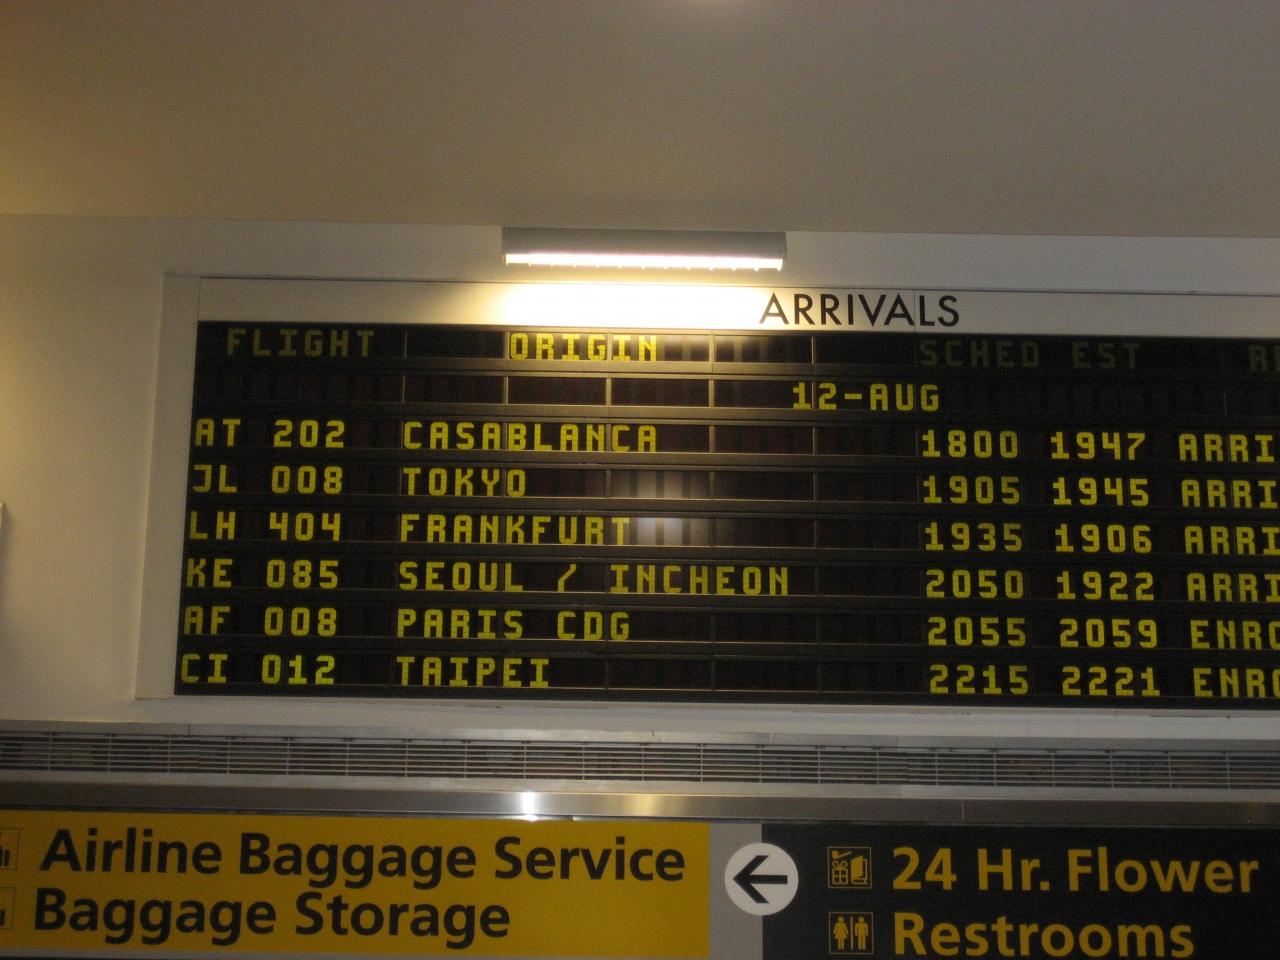 ARRIVALS
FLIGHT ORIGIN SCHED EST
12-AUG
AT 202 CASABLANCA 1800 1947 ARRI
JL 008 TOKYO 1905 1945 ARRI
LH 404 FRANKFURT 1935 1906 ARRI
KE 085 SEOUL / INCHEON 2050 1922 ARRI
AF 008 PARIS CDG 2055 2059 ENRO
CI 012 TAIPEI 2215 2221 ENRO
Airline Baggage Service
Baggage Storage
24 Hr. Flower
Restrooms